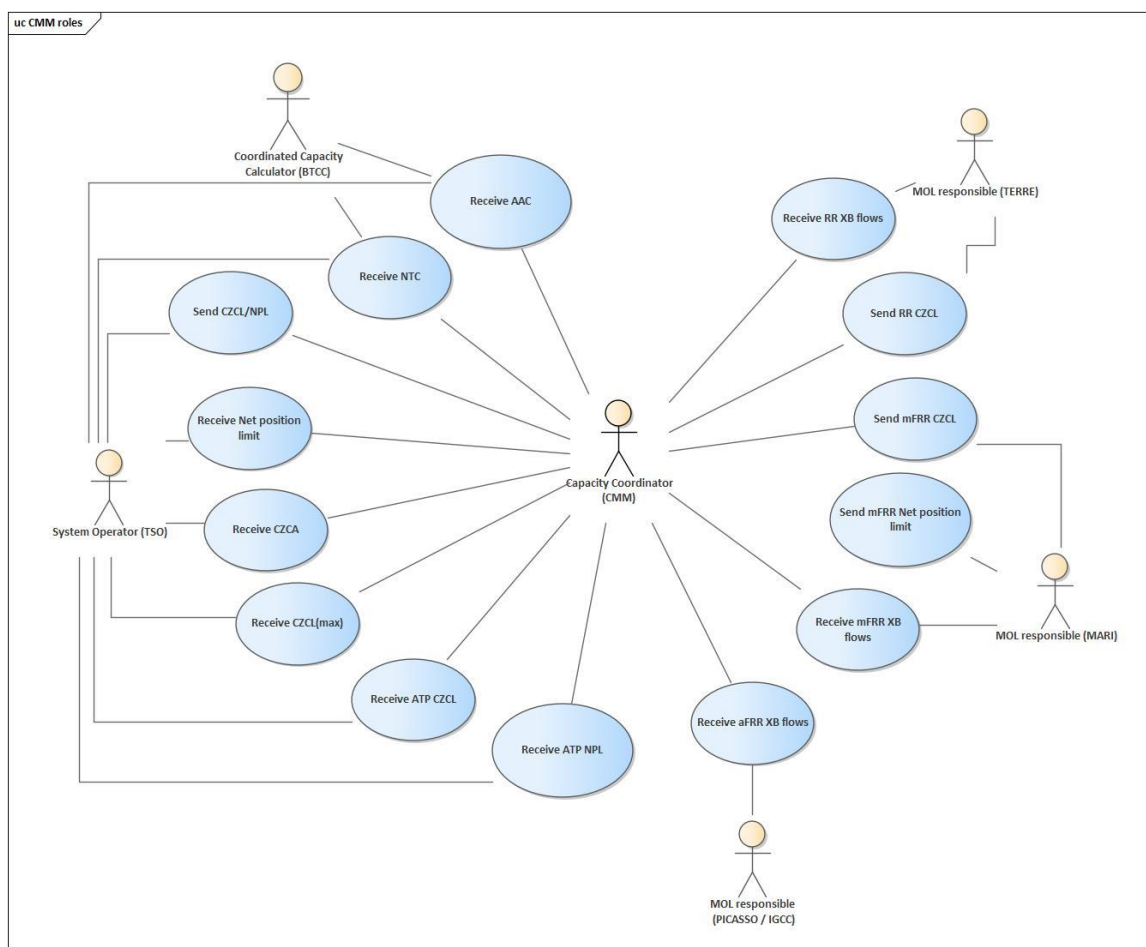 uc CMM roles
Coordinated Capacity
Calculator (BTCC)
Receive AAC
Receive NTC
Send CZCL/NPL
Receive Net position
limit
System Operator (TSO)
Receive CZCA
Receive CZCL(max)
Receive ATP CZCL
Receive ATP NPL
Capacity Coordinator
(CMM)
MOL responsible (TERRE)
Receive RR XB flows
Send RR CZCL
Send mFRR CZCL
Send mFRR Net position
limit
MOL responsible (MARI)
Receive mFRR XB
flows
Receive aFRR XB flows
MOL responsible
(PICASSO / IGCC)